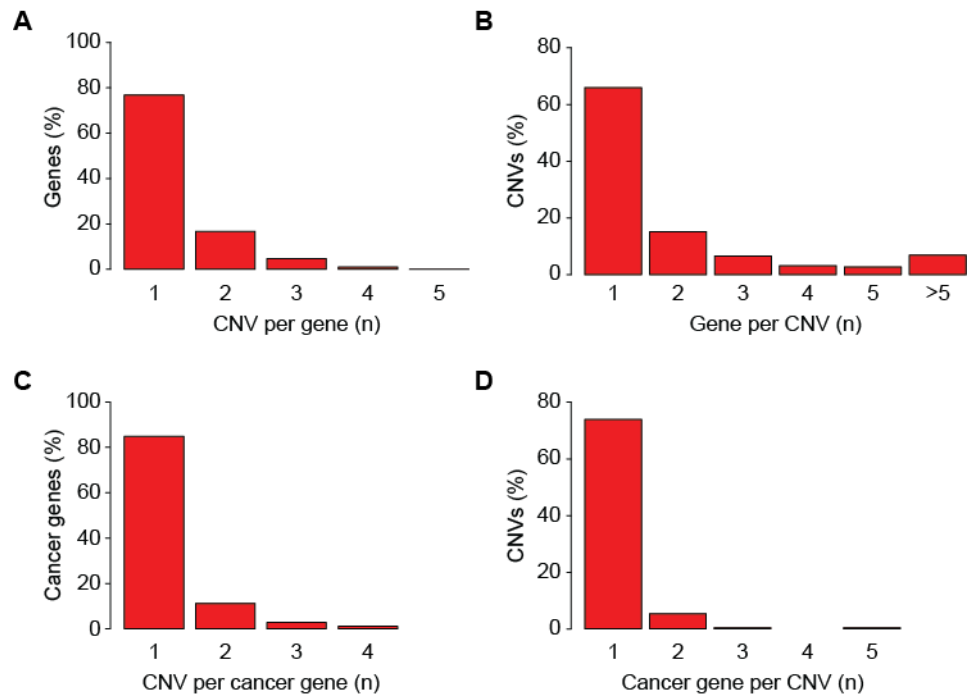 A
100
80
60
40
20
0
Genes (%)
1 2 3 4 5
CNV per gene (n)
B
80
60
40
20
0
CNVs (%)
1 2 3 4 5 >5
Gene per CNV (n)
C
100
80
60
40
20
0
Cancer genes (%)
1 2 3 4
CNV per cancer gene (n)
D
80
60
40
20
0
CNVs (%)
1 2 3 4 5
Cancer gene per CNV (n)